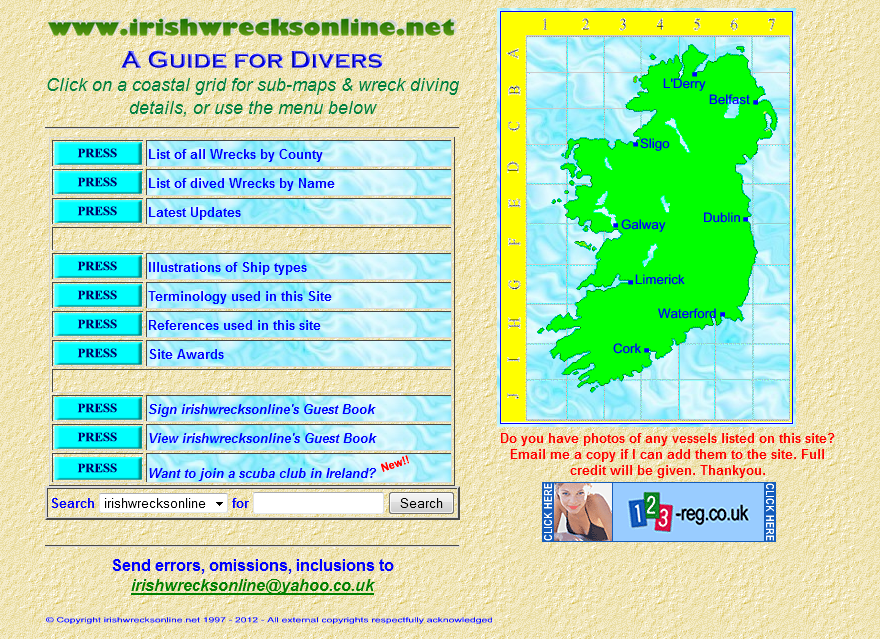 www.irishwrecksonline.net
A Guide for Divers
Click on a coastal grid for sub-maps & wreck diving
details, or use the menu below
PRESS List of all Wrecks by County
PRESS List of dived Wrecks by Name
PRESS Latest Updates
PRESS Illustrations of Ship types
PRESS Terminology used in this Site
PRESS References used in this site
PRESS Site Awards
PRESS Sign irishwrecksonline's Guest Book
PRESS View irishwrecksonline's Guest Book
PRESS Want to join a scuba club in Ireland? New!!
Search irishwrecksonline for Search
Send errors, omissions, inclusions to
irishwrecksonline@yahoo.co.uk
© Copyright irishwrecksonline.net 1997 - 2012 - All external copyrights respectfully acknowledged
1 2 3 4 5 6 7
A
B
C
D
E
F
G
H
I
J
L'Derry
Belfast
Sligo
Dublin
Galway
Limerick
Waterford
Cork
Do you have photos of any vessels listed on this site?
Email me a copy if I can add them to the site. Full
credit will be given. Thankyou.
CLICK HERE
123-reg.co.uk
CLICK HERE